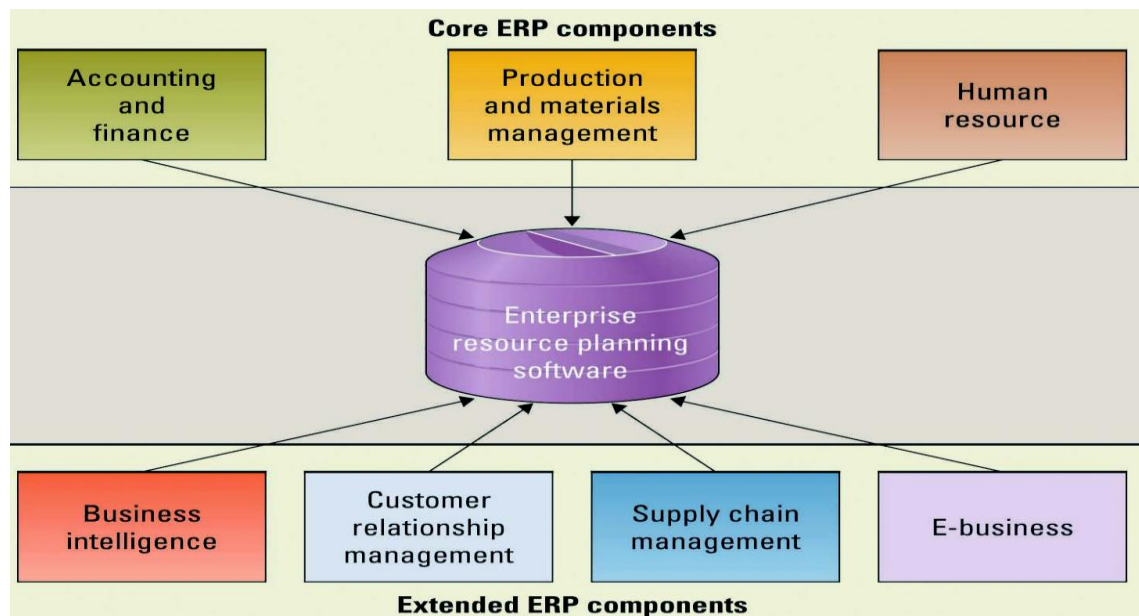 Core ERP components
Accounting
and
finance
Production
and materials
management
Human
resource
Enterprise
resource planning
software
Business
intelligence
Customer
relationship
management
Supply chain
management
E-business
Extended ERP components